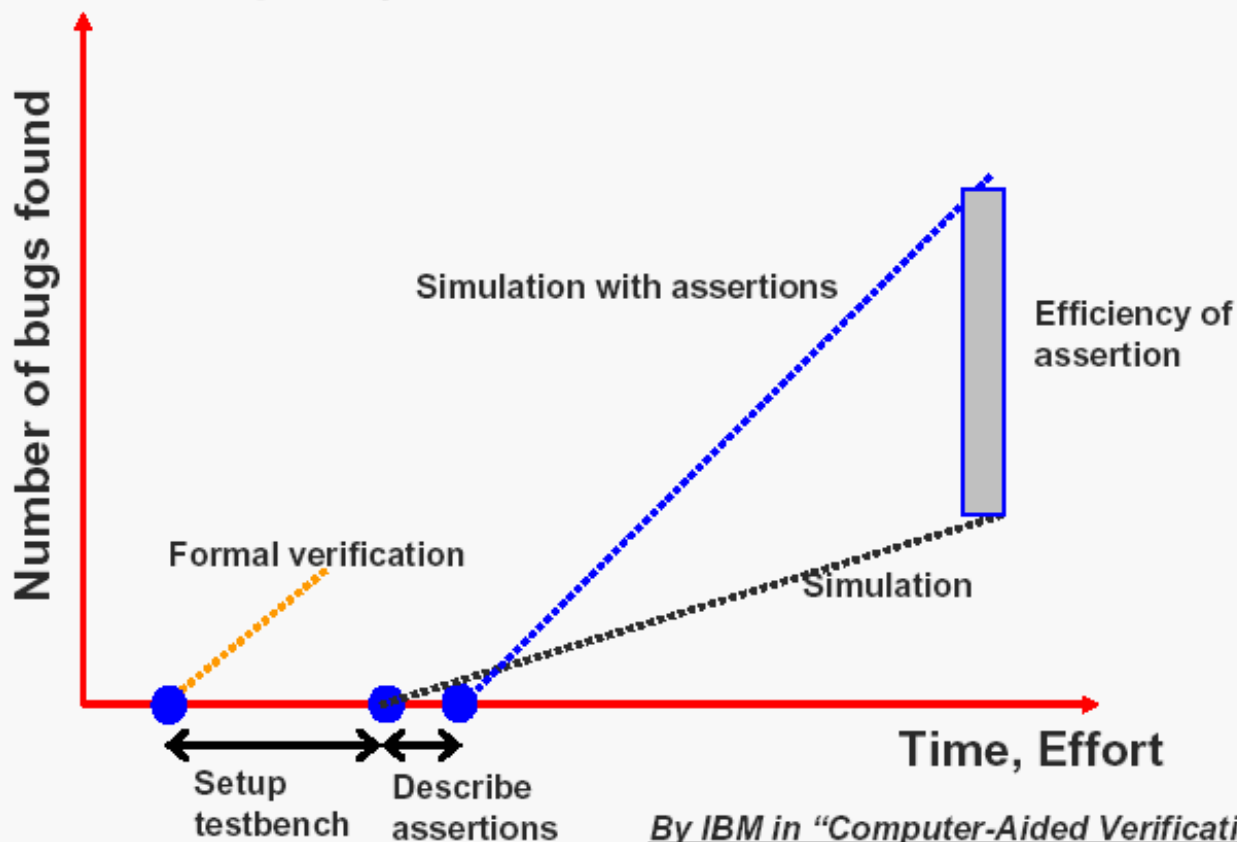 Number of bugs found
Simulation with assertions
Efficiency of
assertion
Formal verification
Simulation
Time, Effort
Setup
testbench
Describe
assertions
By IBM in “Computer-Aided Verificati